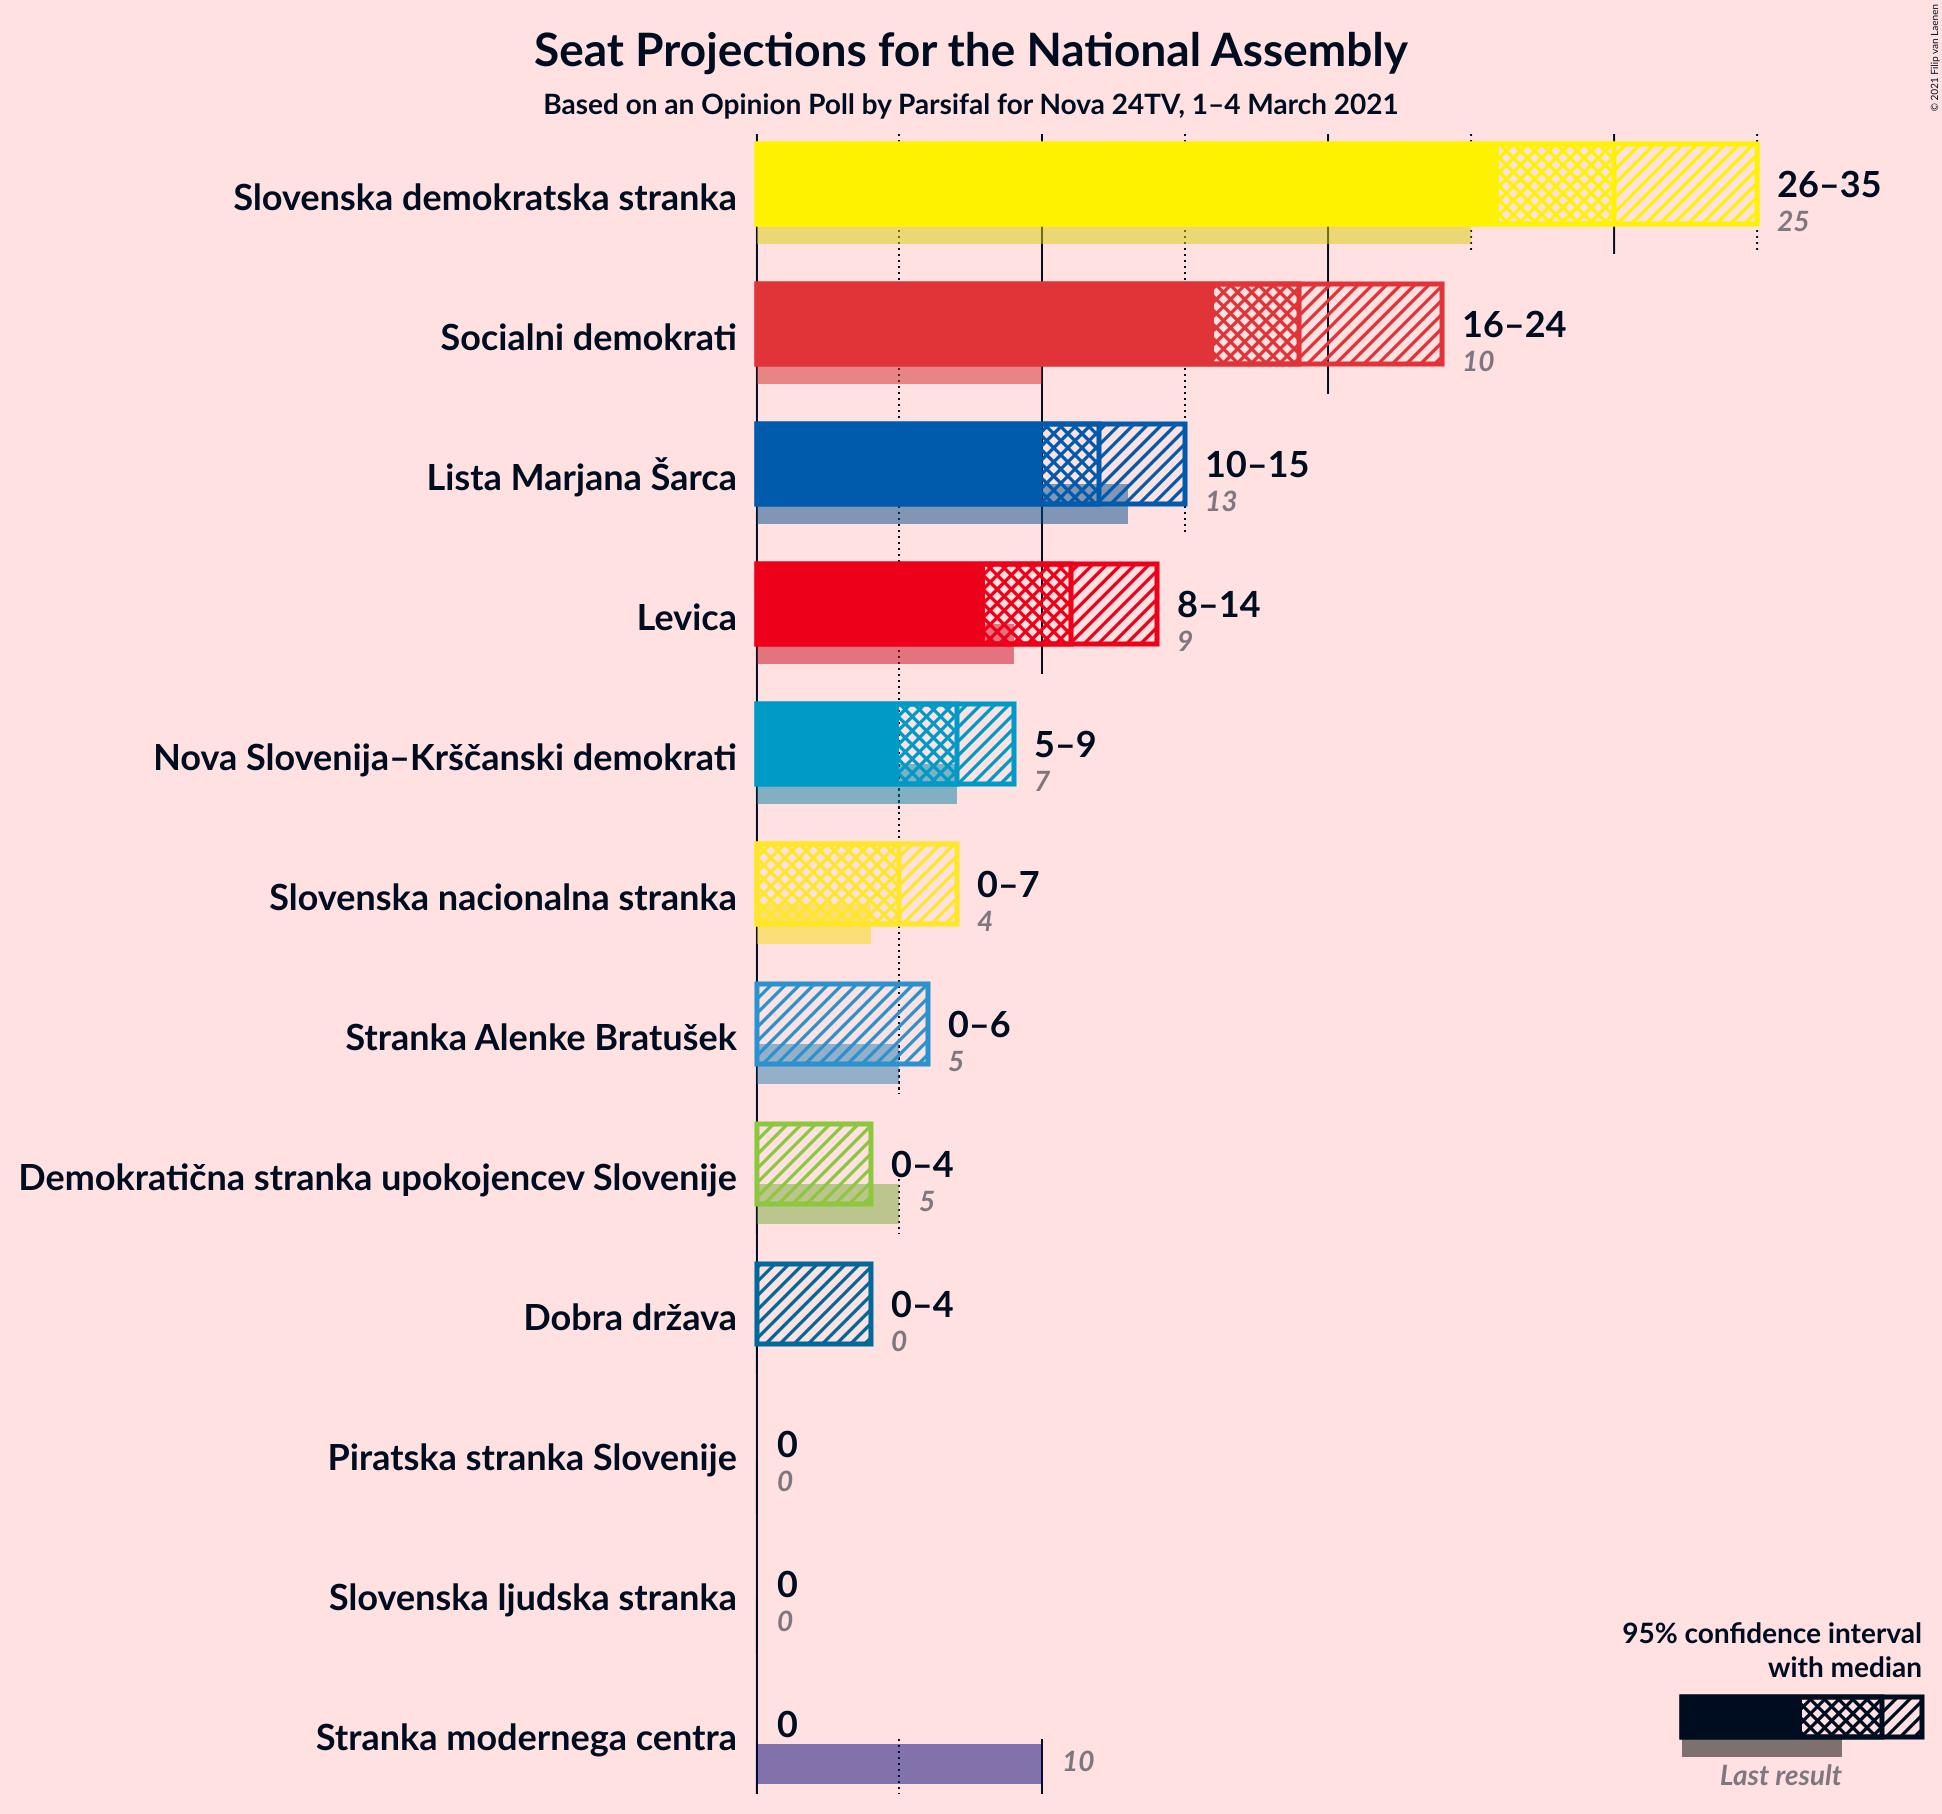 Seat Projections for the National Assembly
Based on an Opinion Poll by Parsifal for Nova 24TV, 1–4 March 2021
© 2021 Filip van Laenen
Slovenska demokratska stranka
26–35
25
Socialni demokrati
16–24
10
Lista Marjana Šarca
10–15
13
Levica
8–14
9
Nova Slovenija–Krščanski demokrati
5–9
7
Slovenska nacionalna stranka
0–7
4
Stranka Alenke Bratušek
0–6
5
Demokratična stranka upokojencev Slovenije
0–4
5
Dobra država
0–4
0
Piratska stranka Slovenije
0
0
Slovenska ljudska stranka
0
0
Stranka modernega centra
0
10
95% confidence interval
with median
Last result